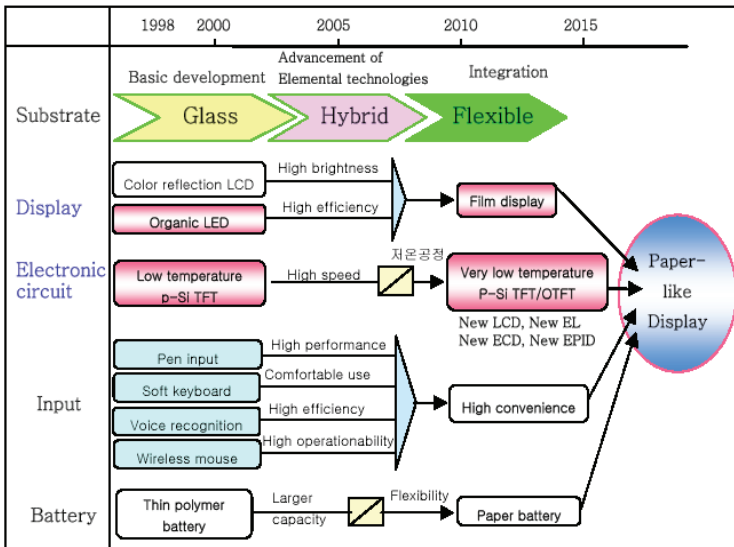 1998 2000 2005 2010 2015
Basic development
Advancement of
Elemental technologies
Integration
Substrate
Glass
Hybrid
Flexible
Display
Color reflection LCD
High brightness
Organic LED
High efficiency
Film display
Electronic
circuit
Low temperature
p-Si TFT
High speed
저온공정
Very low temperature
P-Si TFT/OTFT
New LCD, New EL
New ECD, New EPID
Paper-
like
Display
Input
Pen input
High performance
Soft keyboard
Comfortable use
Voice recognition
High efficiency
Wireless mouse
High operationability
High convenience
Battery
Thin polymer
battery
Larger
capacity
Flexibility
Paper battery